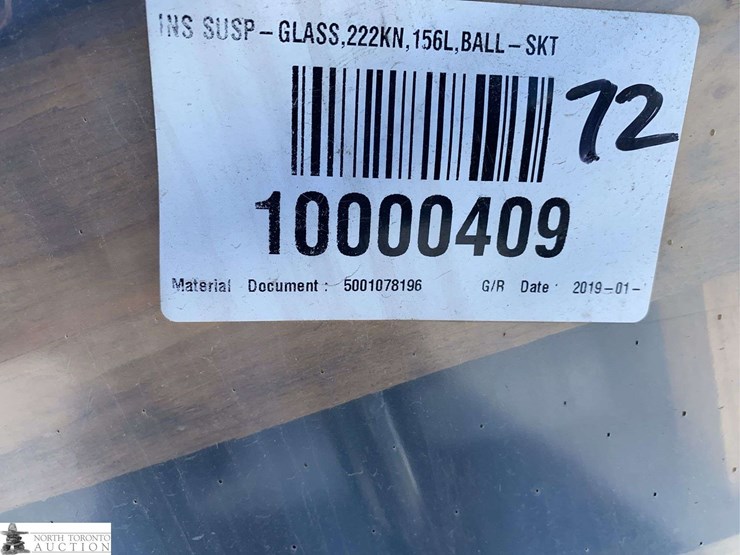 INS SUSP-GLASS,222KN,156L,BALL-SKT
72
10000409
Material Document: 5001078196 G/R Date: 2019-01-
NORTH TORONTO
AUCTION